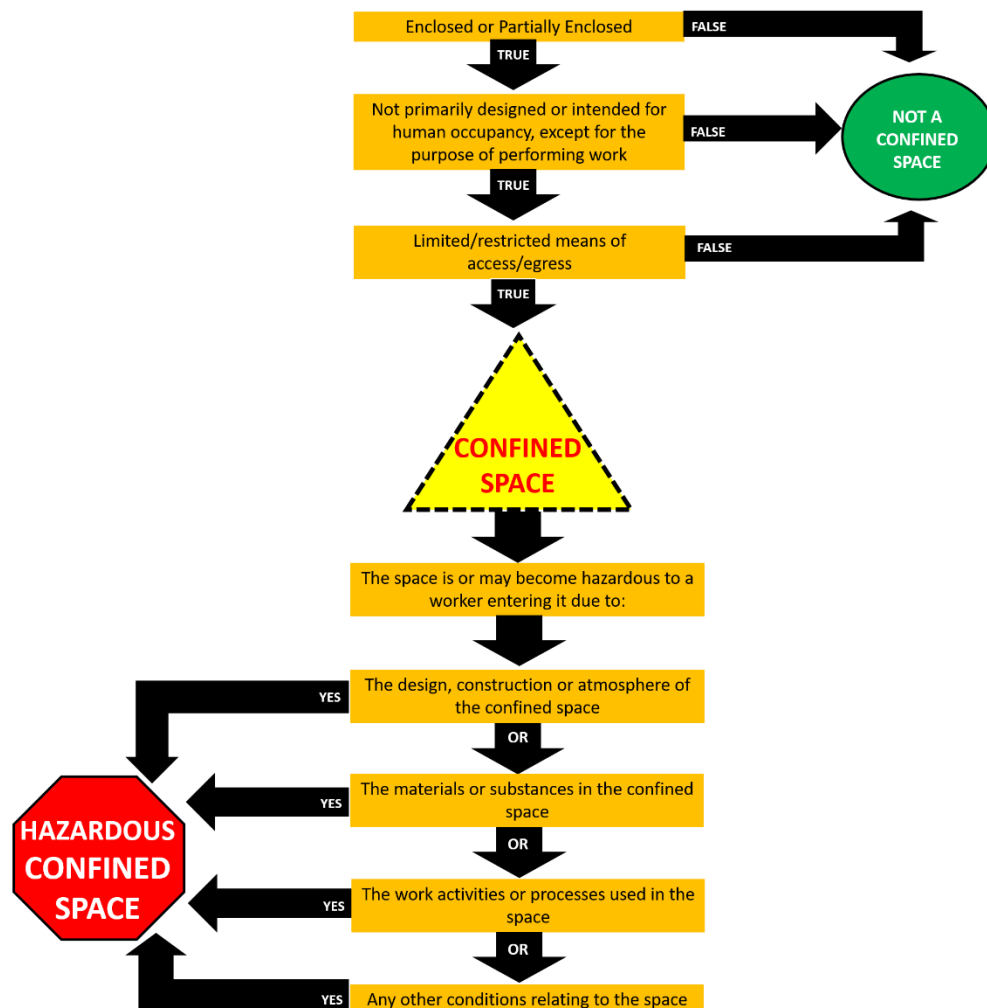 Enclosed or Partially Enclosed
FALSE
TRUE
Not primarily designed or intended for
human occupancy, except for the
purpose of performing work
FALSE
NOT A
CONFINED
SPACE
TRUE
Limited/restricted means of
access/egress
FALSE
TRUE
CONFINED
SPACE
The space is or may become hazardous to a
worker entering it due to:
The design, construction or atmosphere of
the confined space
YES
OR
The materials or substances in the confined
space
YES
HAZARDOUS
CONFINED
SPACE
OR
The work activities or processes used in the
space
YES
OR
Any other conditions relating to the space
YES